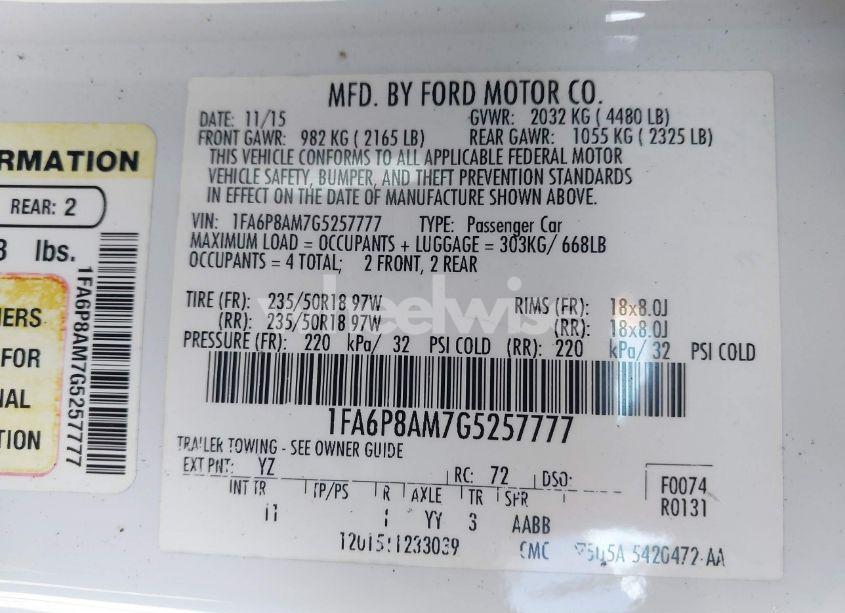 RMATION
REAR: 2
lbs.
NERS
FOR
NAL
TION
1FA6P8AM7G5257777
MFD. BY FORD MOTOR CO.
DATE: 11/15 GVWR: 2032 KG ( 4480 LB)
FRONT GAWR: 982 KG ( 2165 LB) REAR GAWR: 1055 KG ( 2325 LB)
THIS VEHICLE CONFORMS TO ALL APPLICABLE FEDERAL MOTOR
VEHICLE SAFETY, BUMPER, AND THEFT PREVENTION STANDARDS
IN EFFECT ON THE DATE OF MANUFACTURE SHOWN ABOVE.
VIN: 1FA6P8AM7G5257777 TYPE: Passenger Car
MAXIMUM LOAD = OCCUPANTS + LUGGAGE = 303KG/ 668LB
OCCUPANTS = 4 TOTAL; 2 FRONT, 2 REAR
TIRE (FR): 235/50R18 97W RIMS (FR): 18x8.0J
(RR): 235/50R18 97W (RR): 18x8.0J
PRESSURE (FR): 220 kPa/ 32 PSI COLD (RR): 220 kPa/ 32 PSI COLD
1FA6P8AM7G5257777
TRAILER TOWING - SEE OWNER GUIDE
EXT PNT: YZ RC: 72 DSO: F0074
INT TR TP/PS R AXLE TR SPR R0131
YY 3 AABB
CMC 5420472-AA